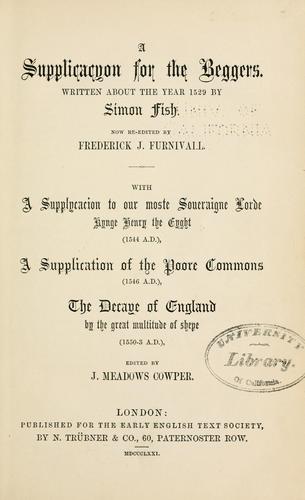 A
Supplicacyon for the Beggers.
WRITTEN ABOUT THE YEAR 1529 BY
Simon Fish.
NOW RE-EDITED BY
FREDERICK J. FURNIVALL.
WITH
A Supplycacion to our moste Soueraigne Lorde
Kynge Henry the Eyght
(1544 A.D.),
A Supplication of the Poore Commons
(1546 A.D.),
The Decaye of England
by the great multitude of shepe
(1550-3 A.D.),
EDITED BY
J. MEADOWS COWPER.
UNIVERSITY
Library.
Of California.
LONDON:
PUBLISHED FOR THE EARLY ENGLISH TEXT SOCIETY,
BY N. TRÜBNER & CO., 60, PATERNOSTER ROW.
MDCCCLXXI.